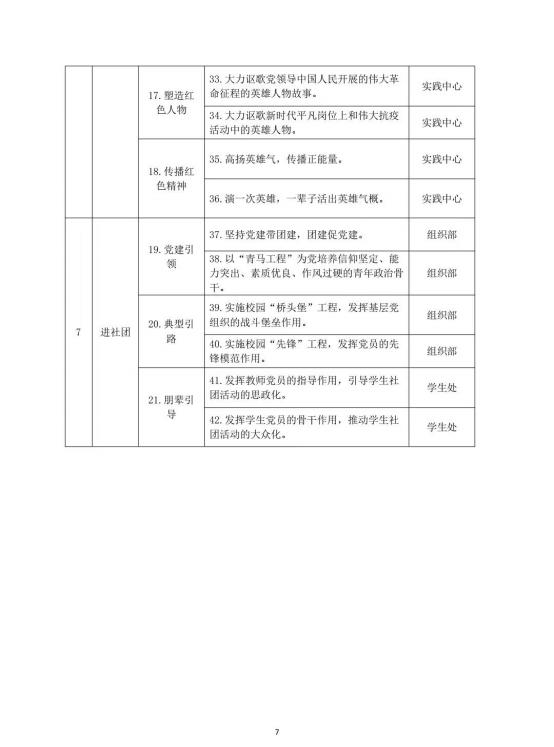 17.塑造红
色人物
33.大力讴歌党领导中国人民开展的伟大革
命征程的英雄人物故事。
实践中心
34.大力讴歌新时代平凡岗位上和伟大抗疫
活动中的英雄人物。
实践中心
18.传播红
色精神
35.高扬英雄气，传播正能量。
实践中心
36.演一次英雄，一辈子活出英雄气概。
实践中心
7
进社团
19.党建引
领
37.坚持党建带团建，团建促党建。
组织部
38.以“青马工程”为党培养信仰坚定、能
力突出、素质优良、作风过硬的青年政治骨
干。
组织部
20.典型引
路
39.实施校园“桥头堡”工程，发挥基层党
组织的战斗堡垒作用。
组织部
40.实施校园“先锋”工程，发挥党员的先
锋模范作用。
组织部
21.朋辈引
导
41.发挥教师党员的指导作用，引导学生社
团活动的思政化。
学生处
42.发挥学生党员的骨干作用，推动学生社
团活动的大众化。
学生处
7